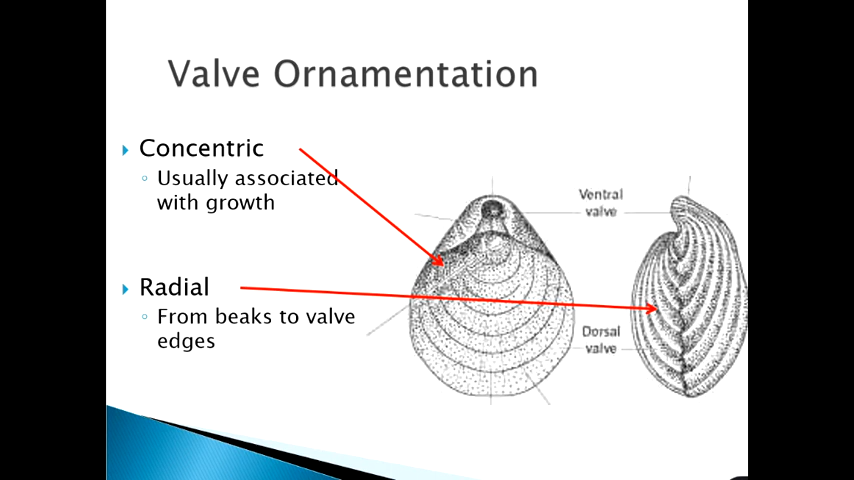 Valve Ornamentation
Concentric
Usually associated
with growth
Radial
From beaks to valve
edges
Ventral
valve
Dorsal
valve